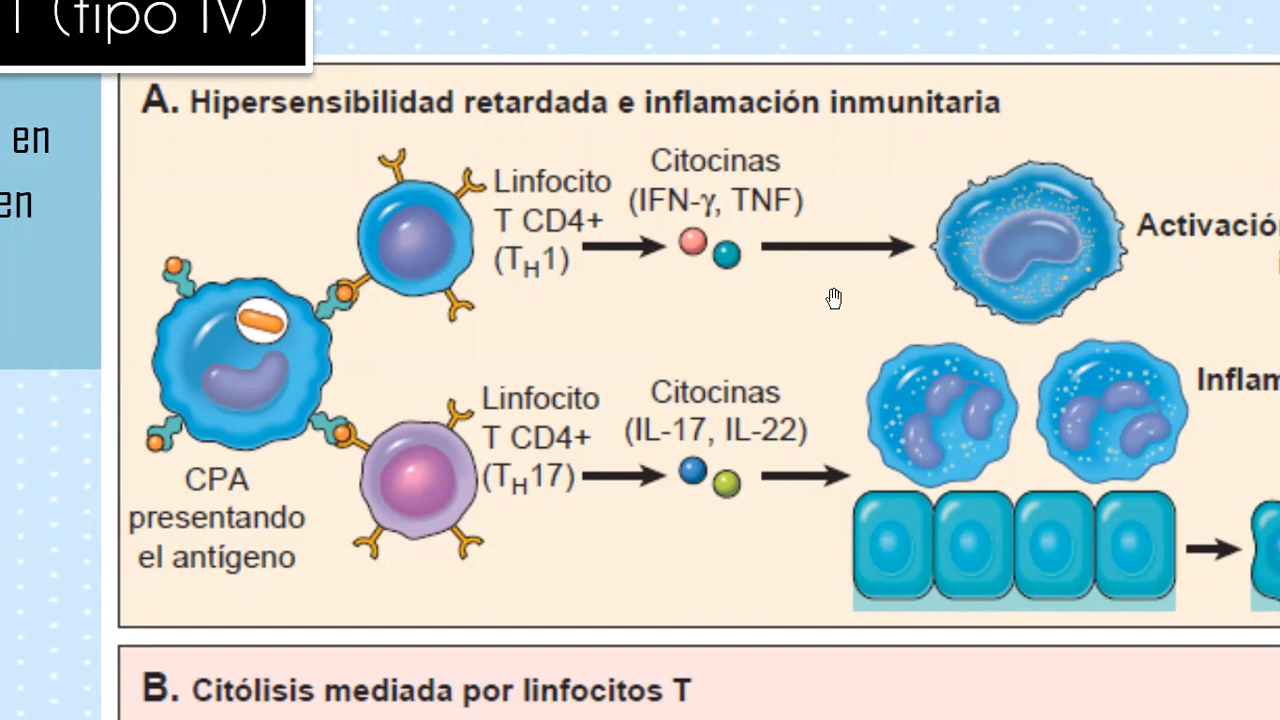 T (tipo IV)
en
en
A. Hipersensibilidad retardada e inflamación inmunitaria
Linfocito
T CD4+
(TH1)
Citocinas
(IFN-γ, TNF)
Activació
Linfocito
T CD4+
(TH17)
Citocinas
(IL-17, IL-22)
Inflam
CPA
presentando
el antígeno
B. Citólisis mediada por linfocitos T